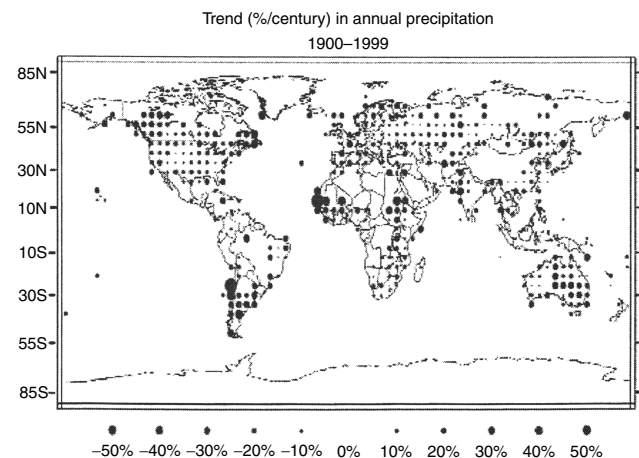 Trend (%/century) in annual precipitation
1900–1999
85N
55N
30N
10N
10S
30S
55S
85S
−50% −40% −30% −20% −10% 0% 10% 20% 30% 40% 50%